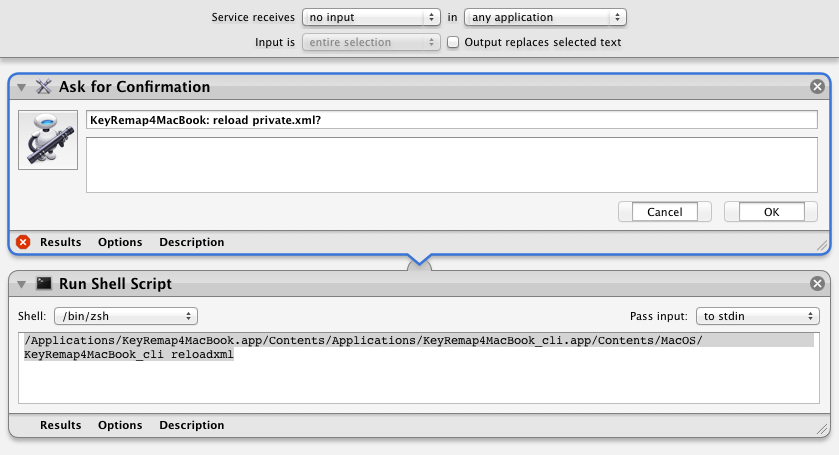 Service receives no input in any application
Input is entire selection Output replaces selected text
Ask for Confirmation
KeyRemap4MacBook: reload private.xml?
Cancel OK
Results Options Description
Run Shell Script
Shell: /bin/zsh Pass input: to stdin
/Applications/KeyRemap4MacBook.app/Contents/Applications/KeyRemap4MacBook_cli.app/Contents/MacOS/
KeyRemap4MacBook_cli reloadxml
Results Options Description